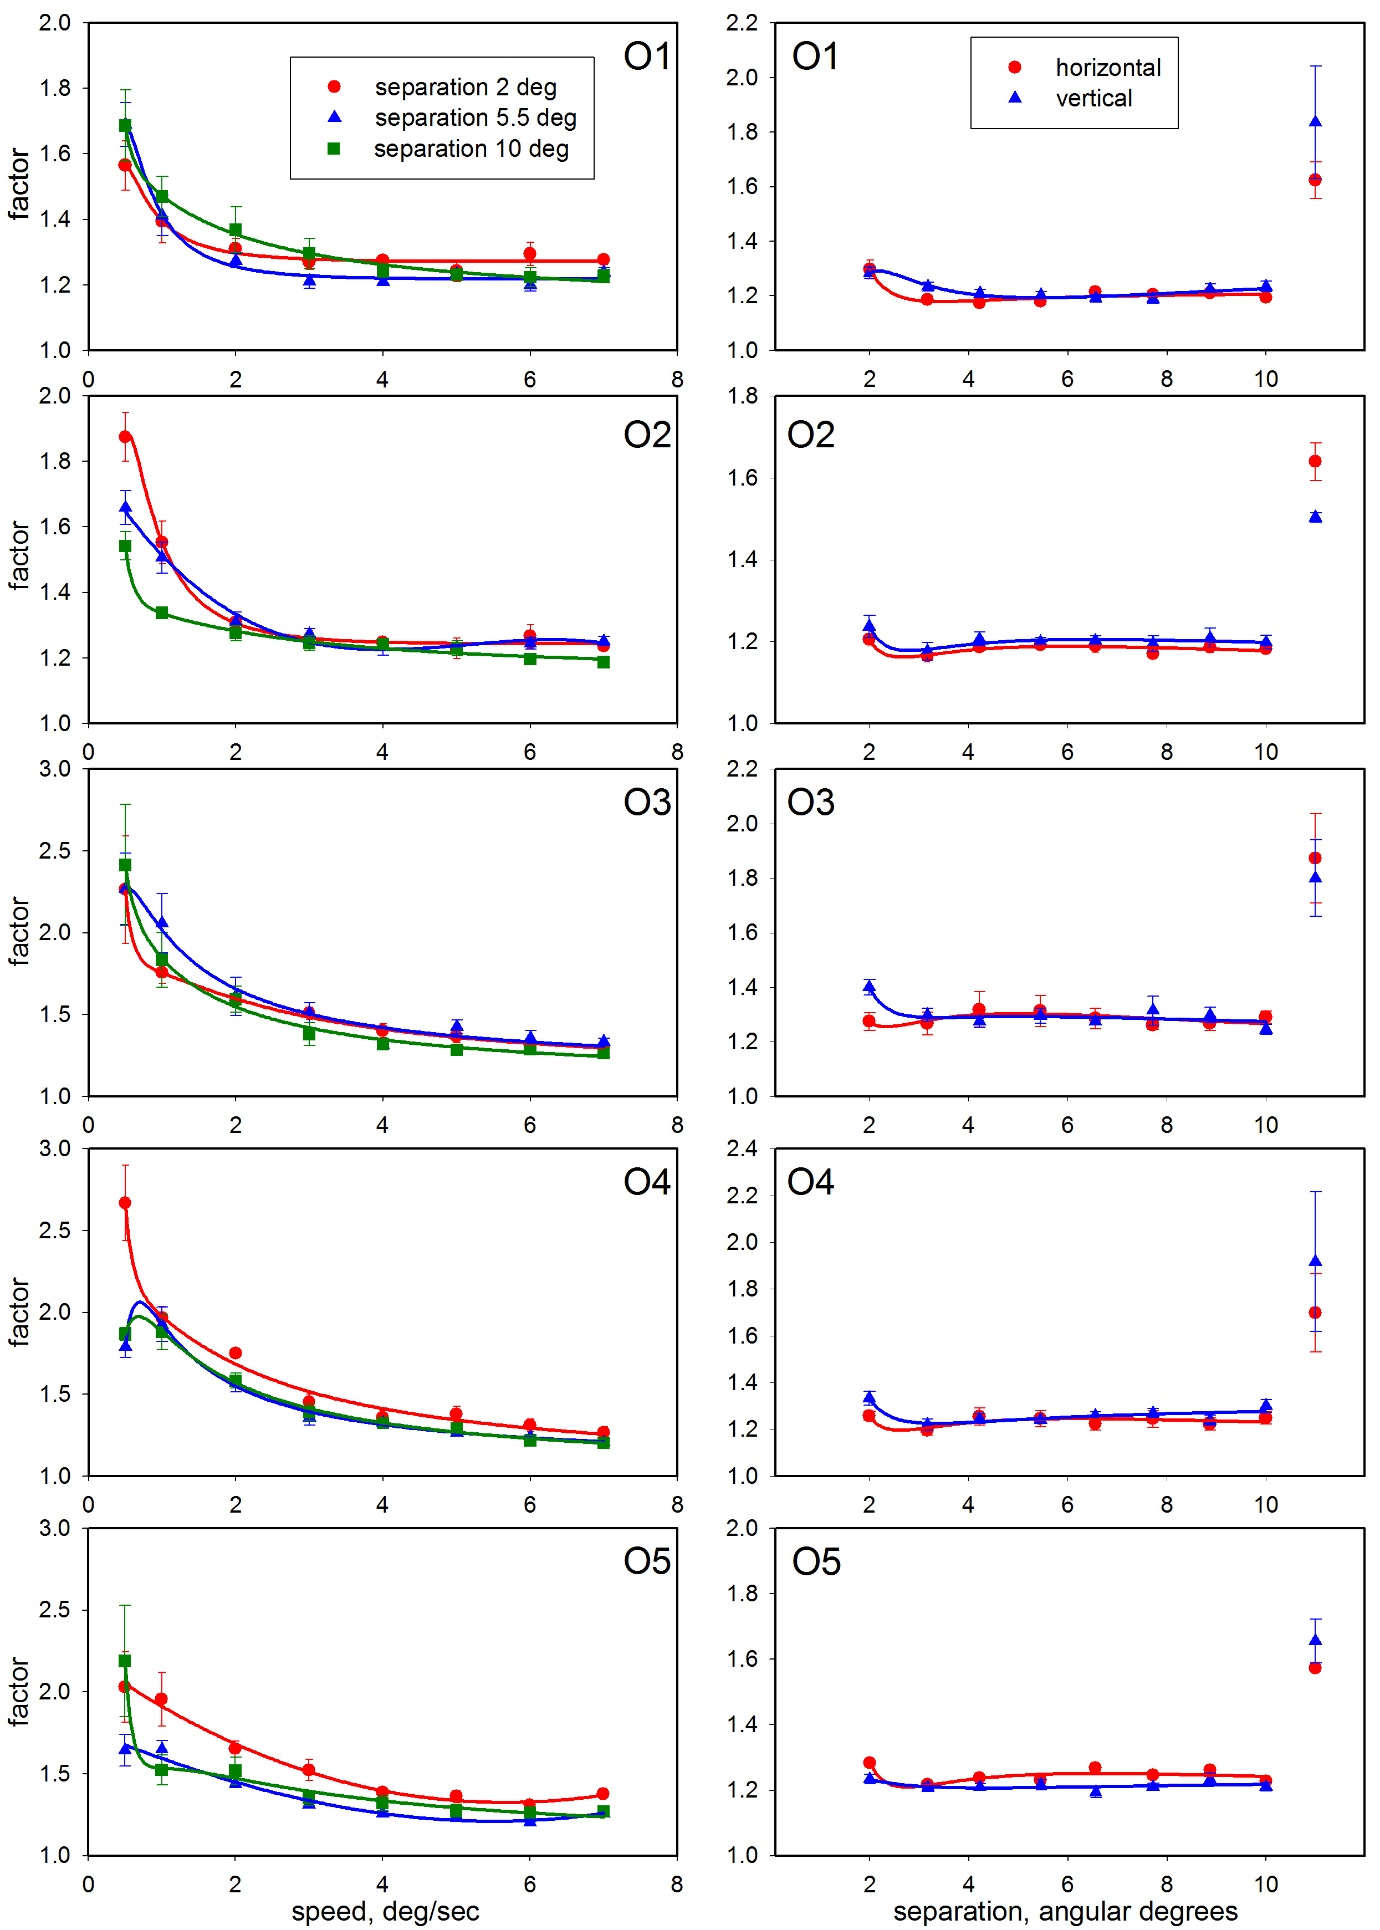 2.0
1.8
1.6
1.4
1.2
1.0
factor
O1
separation 2 deg
separation 5.5 deg
separation 10 deg
0 2 4 6 8
2.2
2.0
1.8
1.6
1.4
1.2
1.0
O1
horizontal
vertical
2 4 6 8 10
2.0
1.8
1.6
1.4
1.2
1.0
factor
O2
0 2 4 6 8
1.8
1.6
1.4
1.2
1.0
O2
2 4 6 8 10
3.0
2.5
2.0
1.5
1.0
factor
O3
0 2 4 6 8
2.2
2.0
1.8
1.6
1.4
1.2
1.0
O3
2 4 6 8 10
3.0
2.5
2.0
1.5
1.0
factor
O4
0 2 4 6 8
2.4
2.2
2.0
1.8
1.6
1.4
1.2
1.0
O4
2 4 6 8 10
3.0
2.5
2.0
1.5
1.0
factor
O5
0 2 4 6 8
speed, deg/sec
2.0
1.8
1.6
1.4
1.2
1.0
O5
2 4 6 8 10
separation, angular degrees